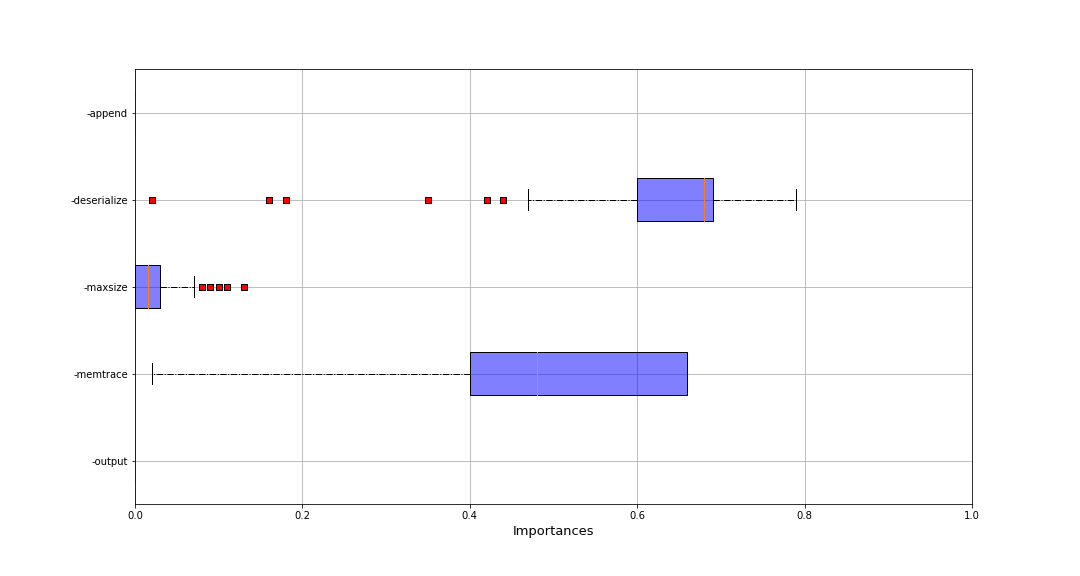 -append
-deserialize
-maxsize
-memtrace
-output
0.0 0.2 0.4 0.6 0.8 1.0
Importances